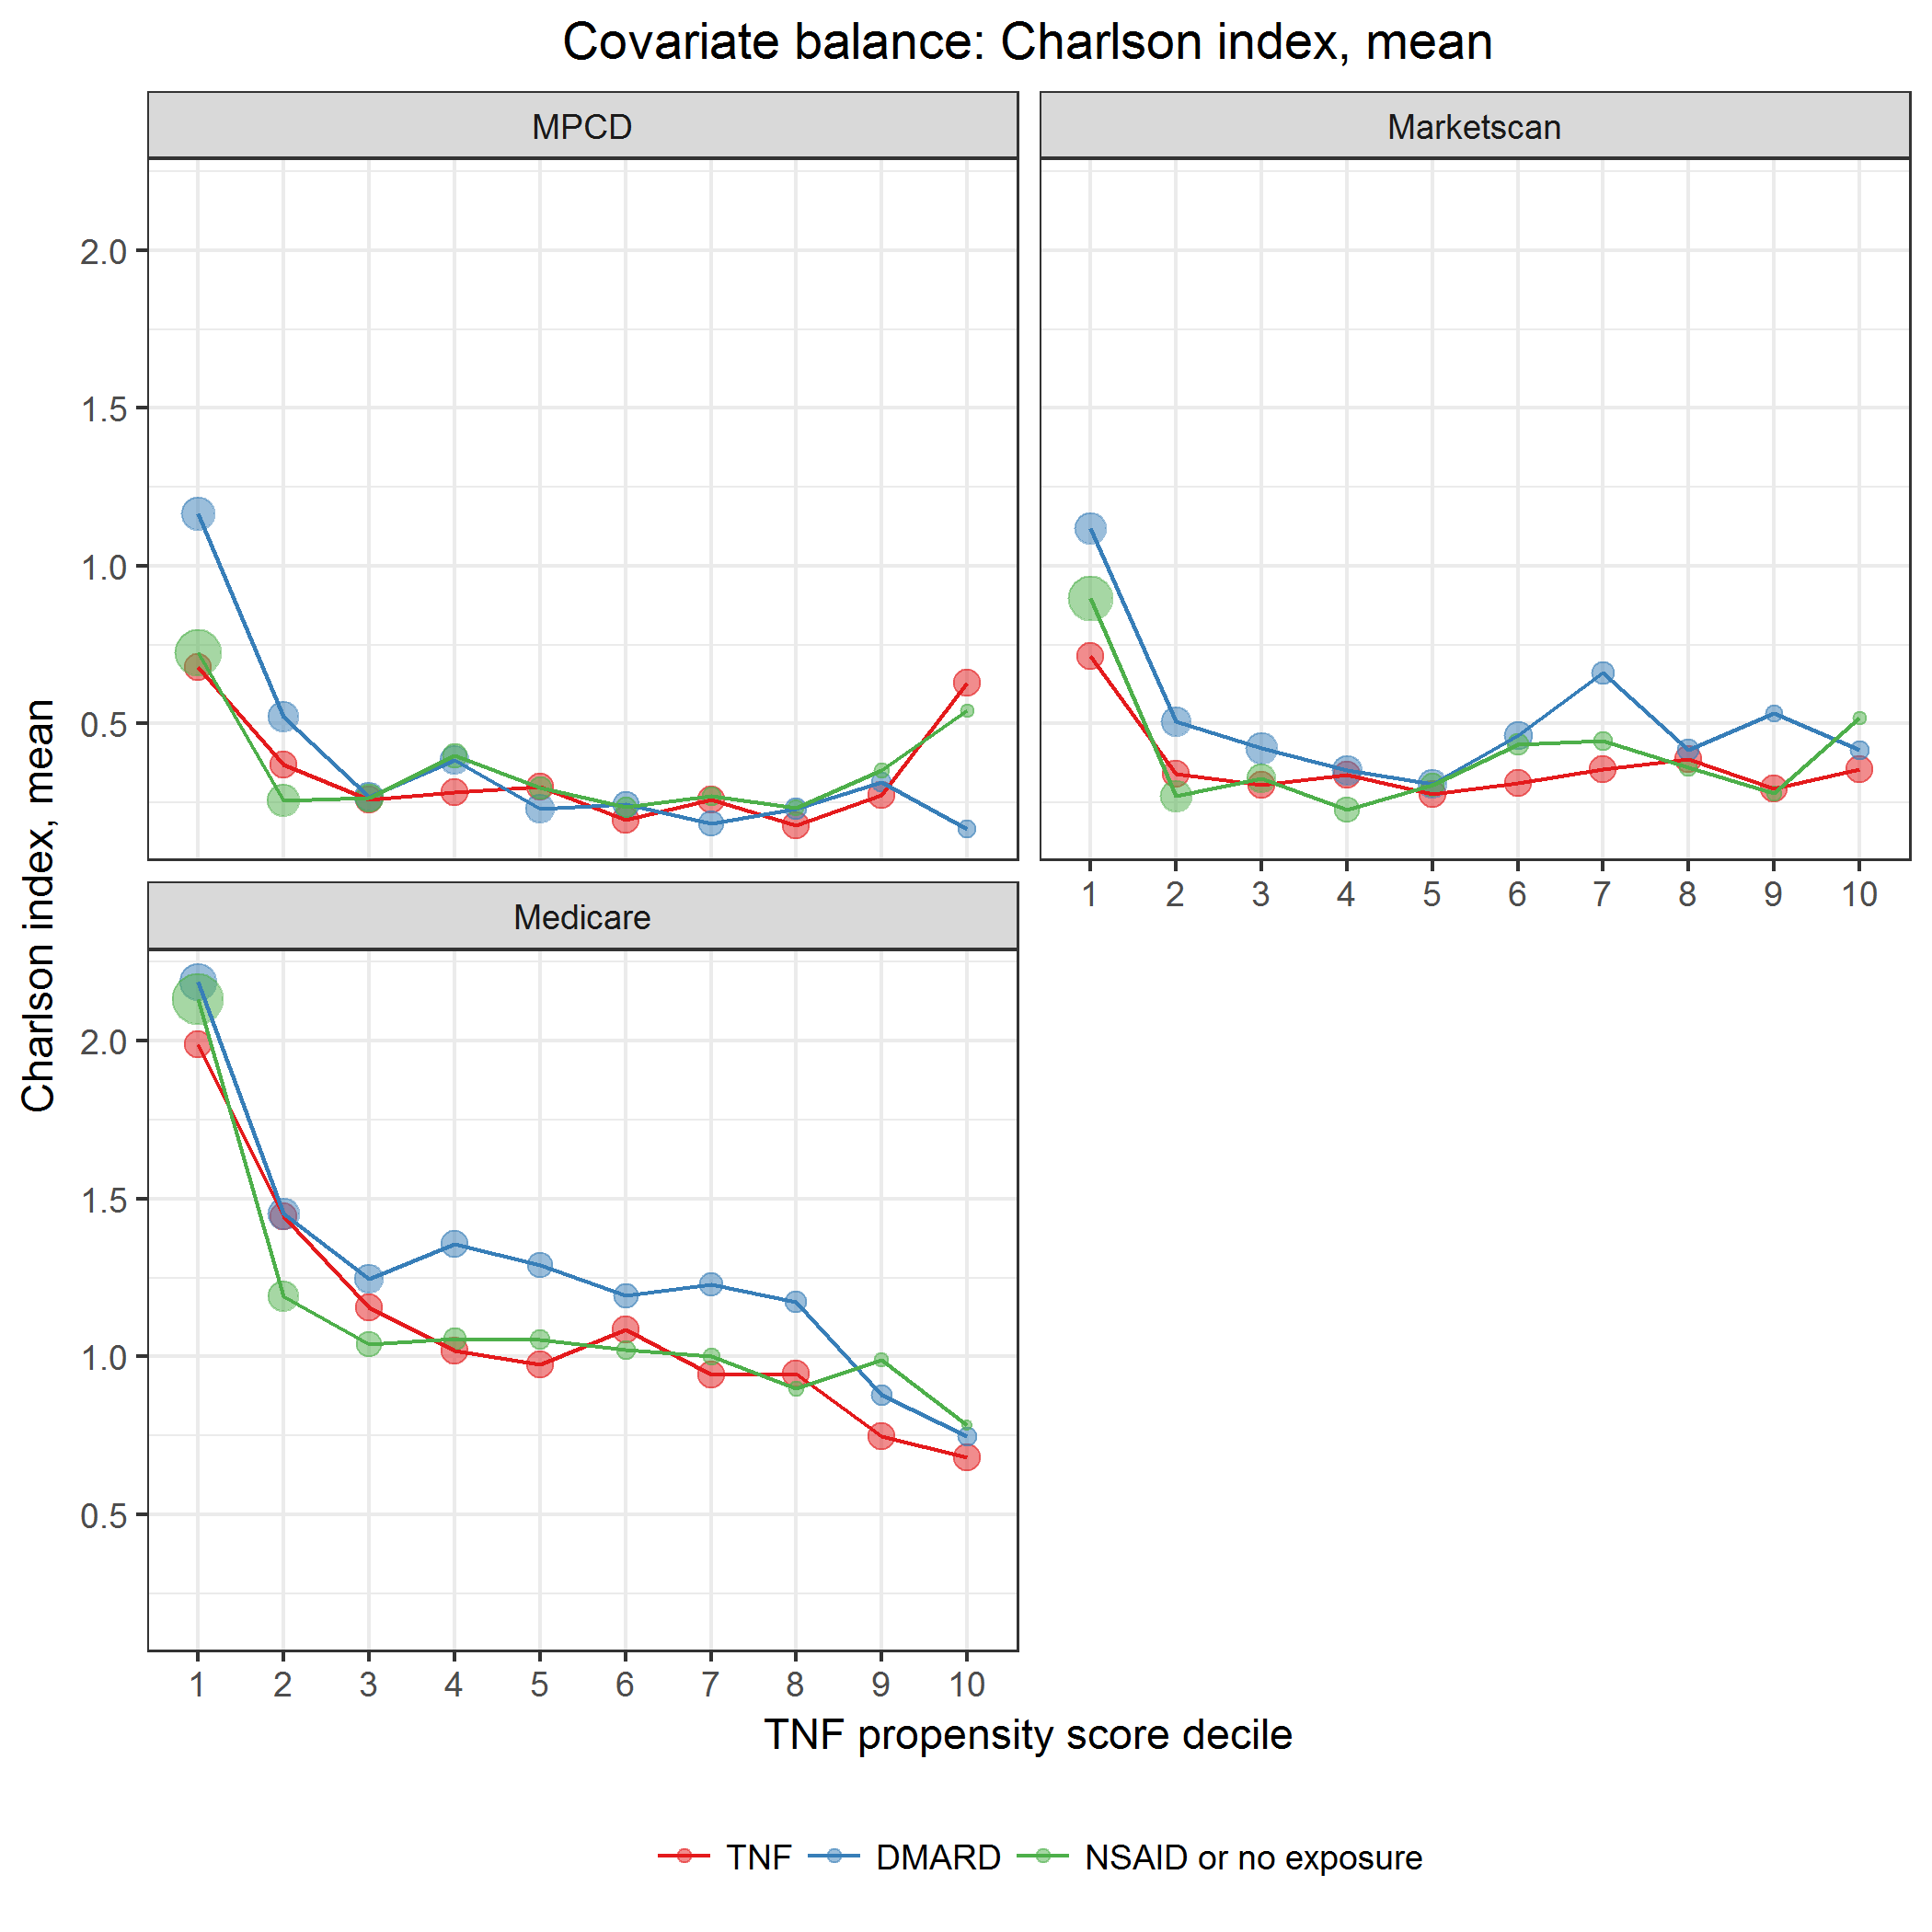 Covariate balance: Charlson index, mean
MPCD
Marketscan
2.0
1.5
1.0
0.5
1 2 3 4 5 6 7 8 9 10
Charlson index, mean
Medicare
2.0
1.5
1.0
0.5
1 2 3 4 5 6 7 8 9 10
TNF propensity score decile
TNF DMARD NSAID or no exposure